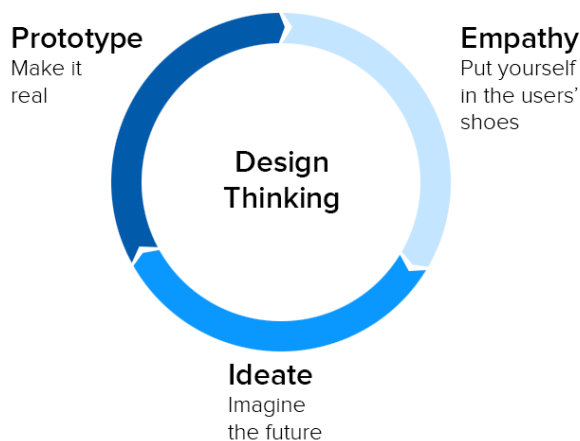 Prototype
Make it
real
Empathy
Put yourself
in the users’
shoes
Design
Thinking
Ideate
Imagine
the future